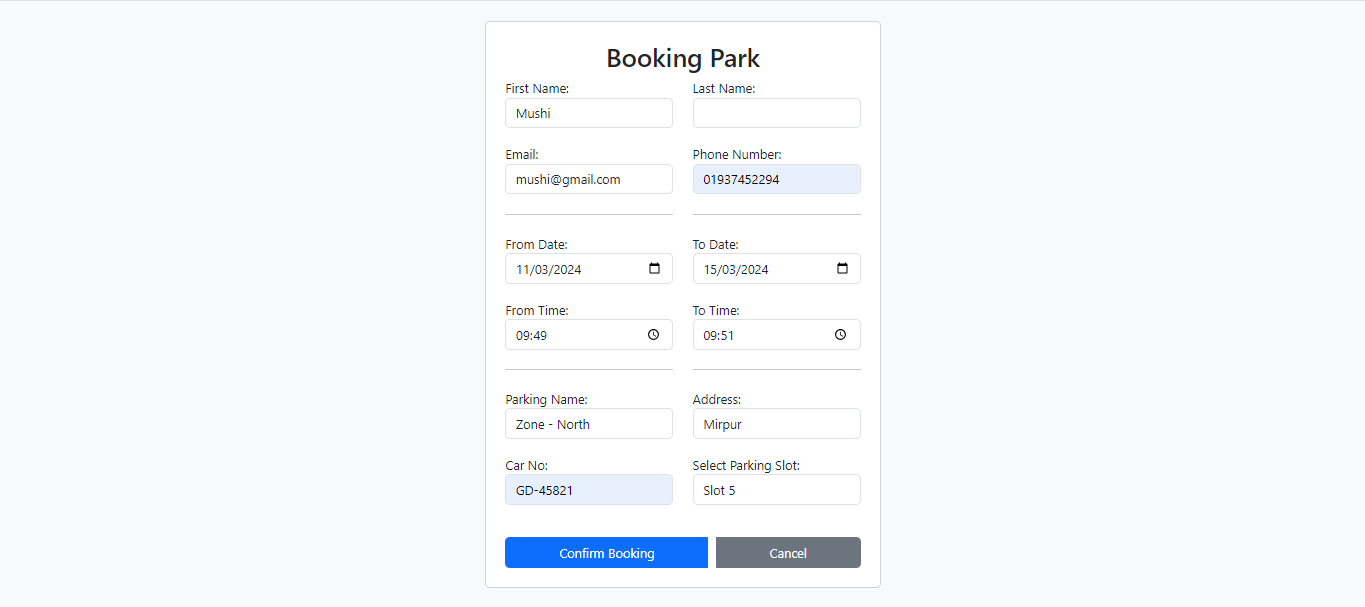 Booking Park
First Name: Last Name:
Mushi
Email: Phone Number:
mushi@gmail.com 01937452294
From Date: To Date:
11/03/2024 15/03/2024
From Time: To Time:
09:49 09:51
Parking Name: Address:
Zone - North Mirpur
Car No: Select Parking Slot:
GD-45821 Slot 5
Confirm Booking Cancel